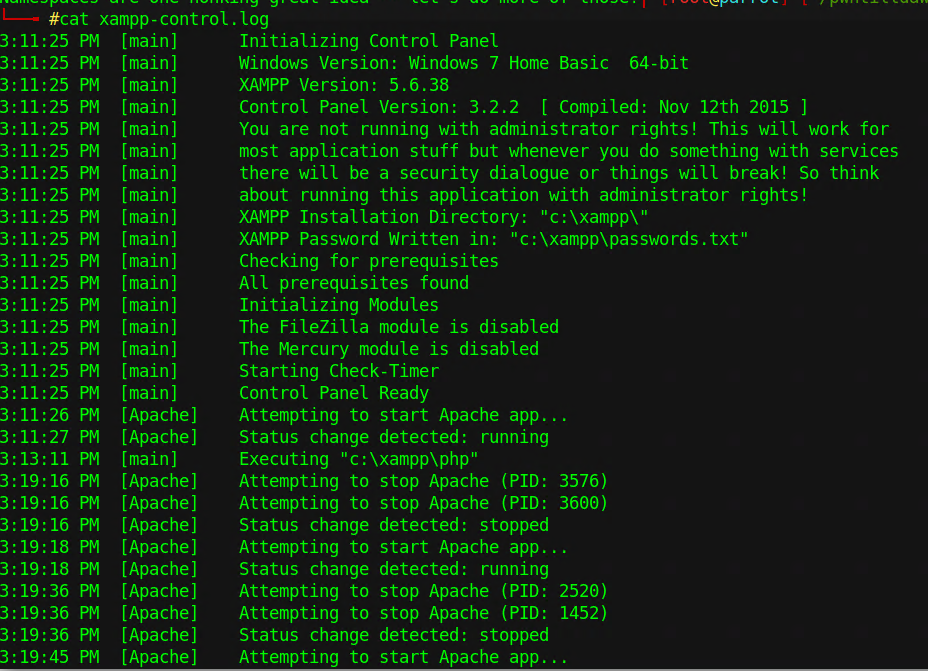 Namespaces are one honking great idea -- let's do more of those!
#cat xampp-control.log
3:11:25 PM  [main]      Initializing Control Panel
3:11:25 PM  [main]      Windows Version: Windows 7 Home Basic  64-bit
3:11:25 PM  [main]      XAMPP Version: 5.6.38
3:11:25 PM  [main]      Control Panel Version: 3.2.2  [ Compiled: Nov 12th 2015 ]
3:11:25 PM  [main]      You are not running with administrator rights! This will work for
3:11:25 PM  [main]      most application stuff but whenever you do something with services
3:11:25 PM  [main]      there will be a security dialogue or things will break! So think
3:11:25 PM  [main]      about running this application with administrator rights!
3:11:25 PM  [main]      XAMPP Installation Directory: "c:\xampp\"
3:11:25 PM  [main]      XAMPP Password Written in: "c:\xampp\passwords.txt"
3:11:25 PM  [main]      Checking for prerequisites
3:11:25 PM  [main]      All prerequisites found
3:11:25 PM  [main]      Initializing Modules
3:11:25 PM  [main]      The FileZilla module is disabled
3:11:25 PM  [main]      The Mercury module is disabled
3:11:25 PM  [main]      Starting Check-Timer
3:11:25 PM  [main]      Control Panel Ready
3:11:26 PM  [Apache]    Attempting to start Apache app...
3:11:27 PM  [Apache]    Status change detected: running
3:13:11 PM  [main]      Executing "c:\xampp\php"
3:19:16 PM  [Apache]    Attempting to stop Apache (PID: 3576)
3:19:16 PM  [Apache]    Attempting to stop Apache (PID: 3600)
3:19:16 PM  [Apache]    Status change detected: stopped
3:19:18 PM  [Apache]    Attempting to start Apache app...
3:19:18 PM  [Apache]    Status change detected: running
3:19:36 PM  [Apache]    Attempting to stop Apache (PID: 2520)
3:19:36 PM  [Apache]    Attempting to stop Apache (PID: 1452)
3:19:36 PM  [Apache]    Status change detected: stopped
3:19:45 PM  [Apache]    Attempting to start Apache app...